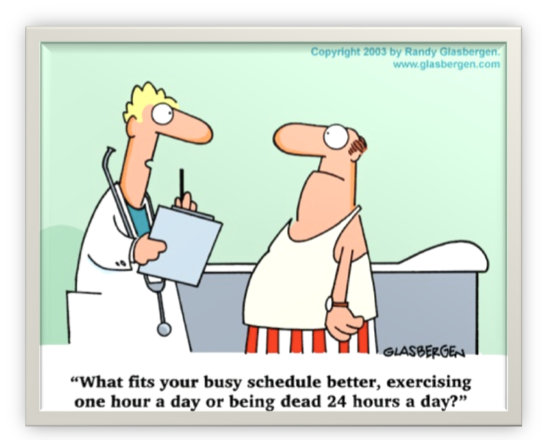 Copyright 2003 by Randy Glasbergen.
www.glasbergen.com
GLASBERGEN
“What fits your busy schedule better, exercising
one hour a day or being dead 24 hours a day?”